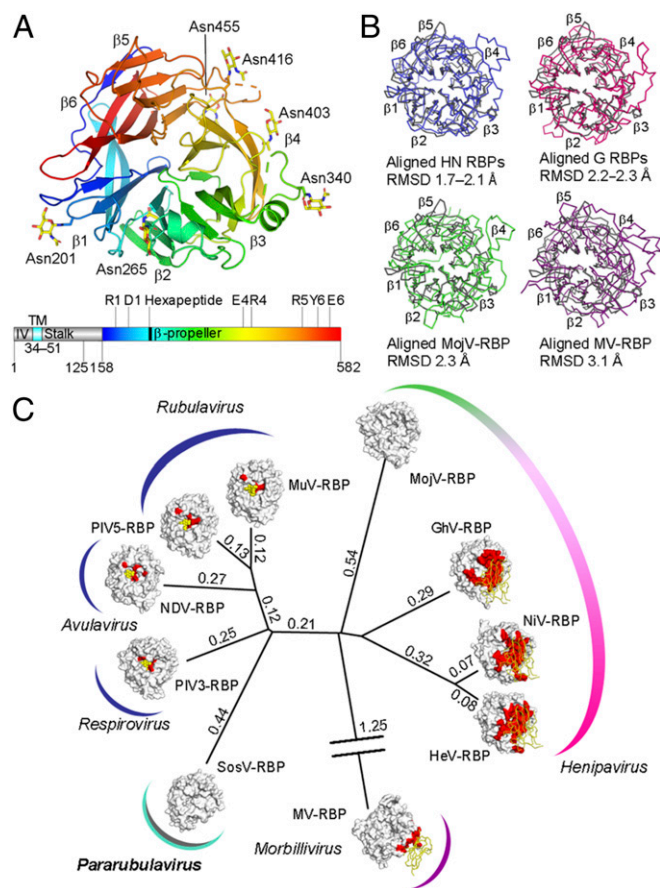 A
Asn455
Asn416
β5
β6
Asn403
β4
Asn340
β1
β3
Asn201
Asn265
β2
R1 D1 Hexapeptide E4R4 R5Y6 E6
TM
IV Stalk β-propeller
34–51
1 125 158 582
B
β5
β6
β4
β1
β3
β2
Aligned HN RBPs
RMSD 1.7–2.1 Å
β5
β4
β6
β1
β3
β2
Aligned G RBPs
RMSD 2.2–2.3 Å
β5
β6
β4
β1
β3
β2
Aligned MojV-RBP
RMSD 2.3 Å
β5
β4
β6
β1
β3
β2
Aligned MV-RBP
RMSD 3.1 Å
C
Rubulavirus
MuV-RBP
MojV-RBP
PIV5-RBP
GhV-RBP
0.13
0.12
0.54
0.27
0.29
NDV-RBP
0.12
NiV-RBP
Avulavirus
0.21
0.25
0.32
0.07
PIV3-RBP
0.08
Respirovirus
0.44
1.25
HeV-RBP
SosV-RBP
Henipavirus
MV-RBP
Morbillivirus
Pararubulavirus